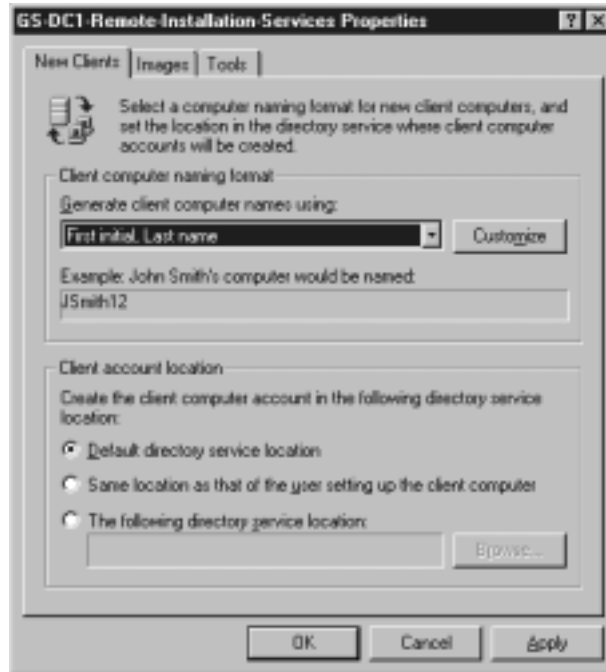 GS-DC1-Remote-Installation-Services Properties
New Clients Images Tools
Select a computer naming format for new client computers, and
set the location in the directory service where client computer
accounts will be created.
Client computer naming format
Generate client computer names using:
First initial, Last name Customize
Example: John Smith's computer would be named:
JSmith12
Client account location
Create the client computer account in the following directory service
location:
Default directory service location
Same location as that of the user setting up the client computer
The following directory service location:
Browse...
OK Cancel Apply